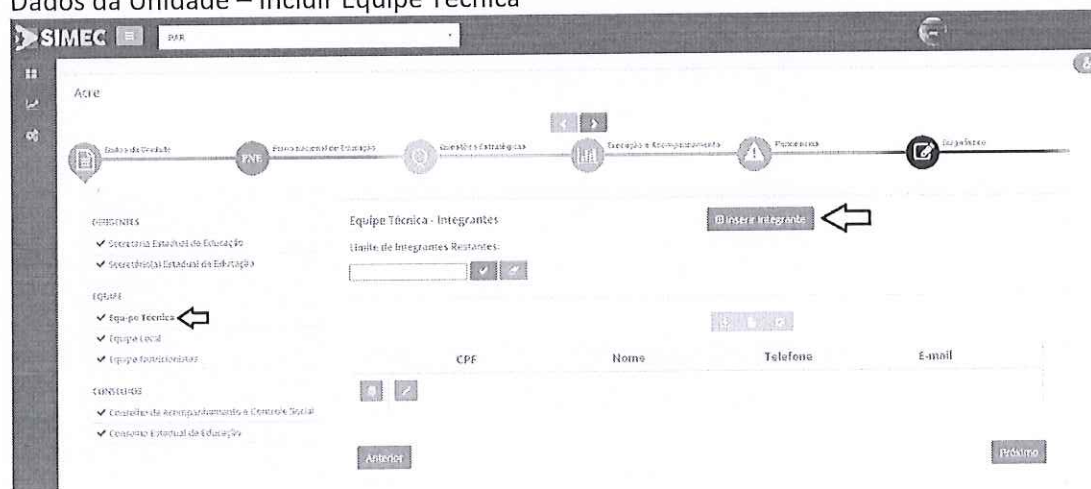 Dados da Unidade – Incluir Equipe Técnica
SIMEC
PAR
Acre
Dados da Unidade
PNE
Plano Nacional de Educação
Questões Estratégicas
Execução e Acompanhamento
Pendências
DIRIGENTES
Secretaria Estadual de Educação
Secretário(a) Estadual de Educação
EQUIPE
Equipe Técnica
Equipe Local
Equipe Nutricionistas
CONSELHOS
Conselho de Acompanhamento e Controle Social
Conselho Estadual de Educação
Equipe Técnica - Integrantes
Inserir Integrante
Limite de Integrantes Restantes:
CPF Nome Telefone E-mail
Anterior
Próximo